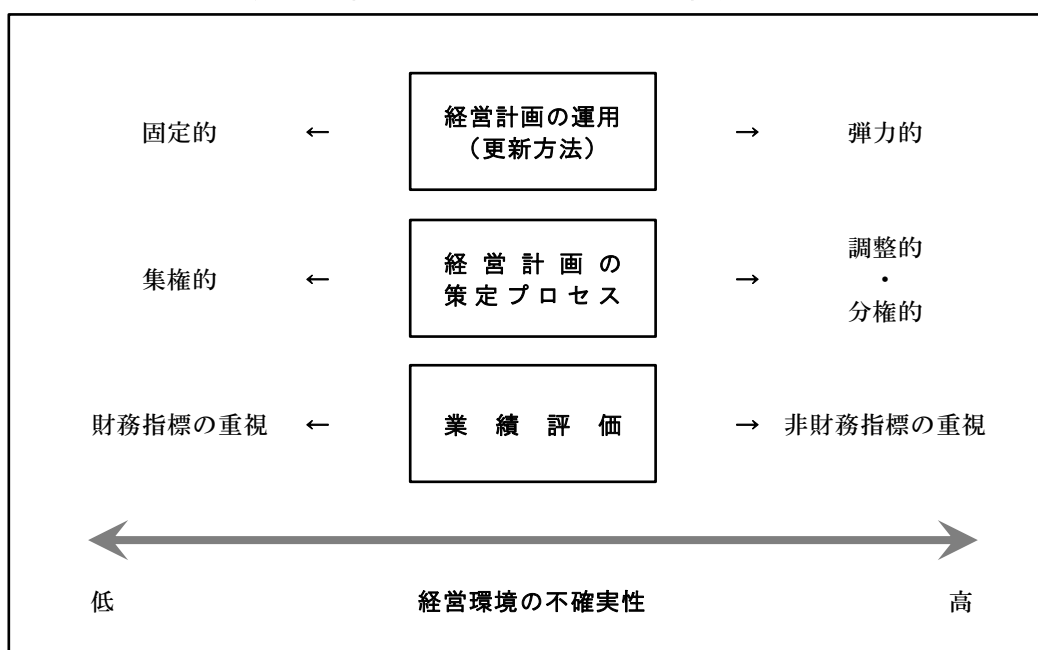 固定的 ← 経営計画の運用 → 弾力的
（更新方法）
集権的 ← 経営計画の → 調整的
策定プロセス ・
分権的
財務指標の重視 ← 業績評価 → 非財務指標の重視
低 経営環境の不確実性 高